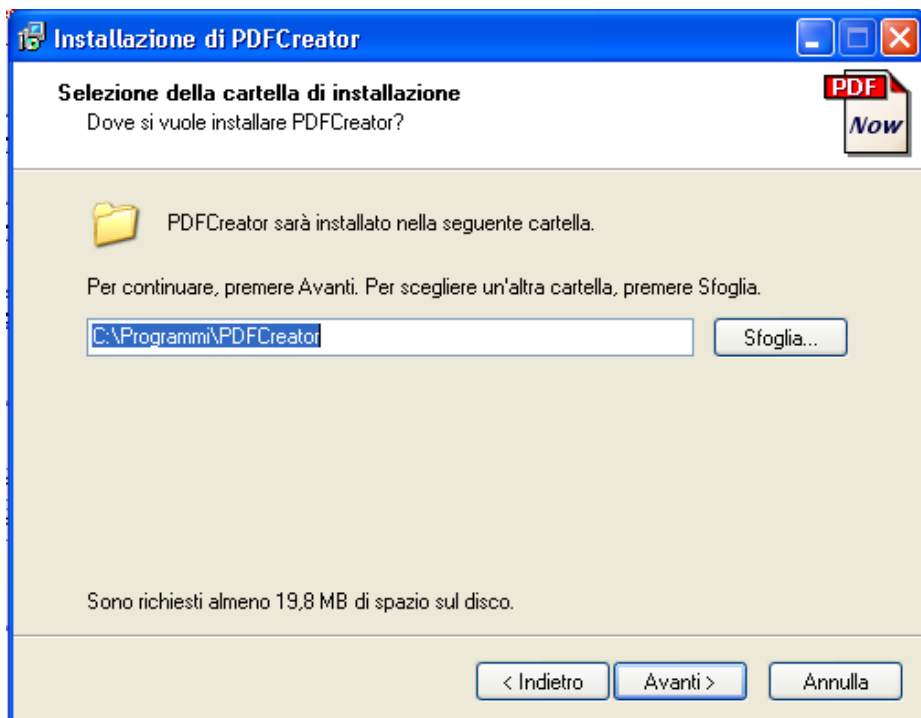 Installazione di PDFCreator
Selezione della cartella di installazione
Dove si vuole installare PDFCreator?
PDF
Now
PDFCreator sarà installato nella seguente cartella.
Per continuare, premere Avanti. Per scegliere un'altra cartella, premere Sfoglia.
C:\Programmi\PDFCreator
Sfoglia...
Sono richiesti almeno 19,8 MB di spazio sul disco.
< Indietro
Avanti >
Annulla